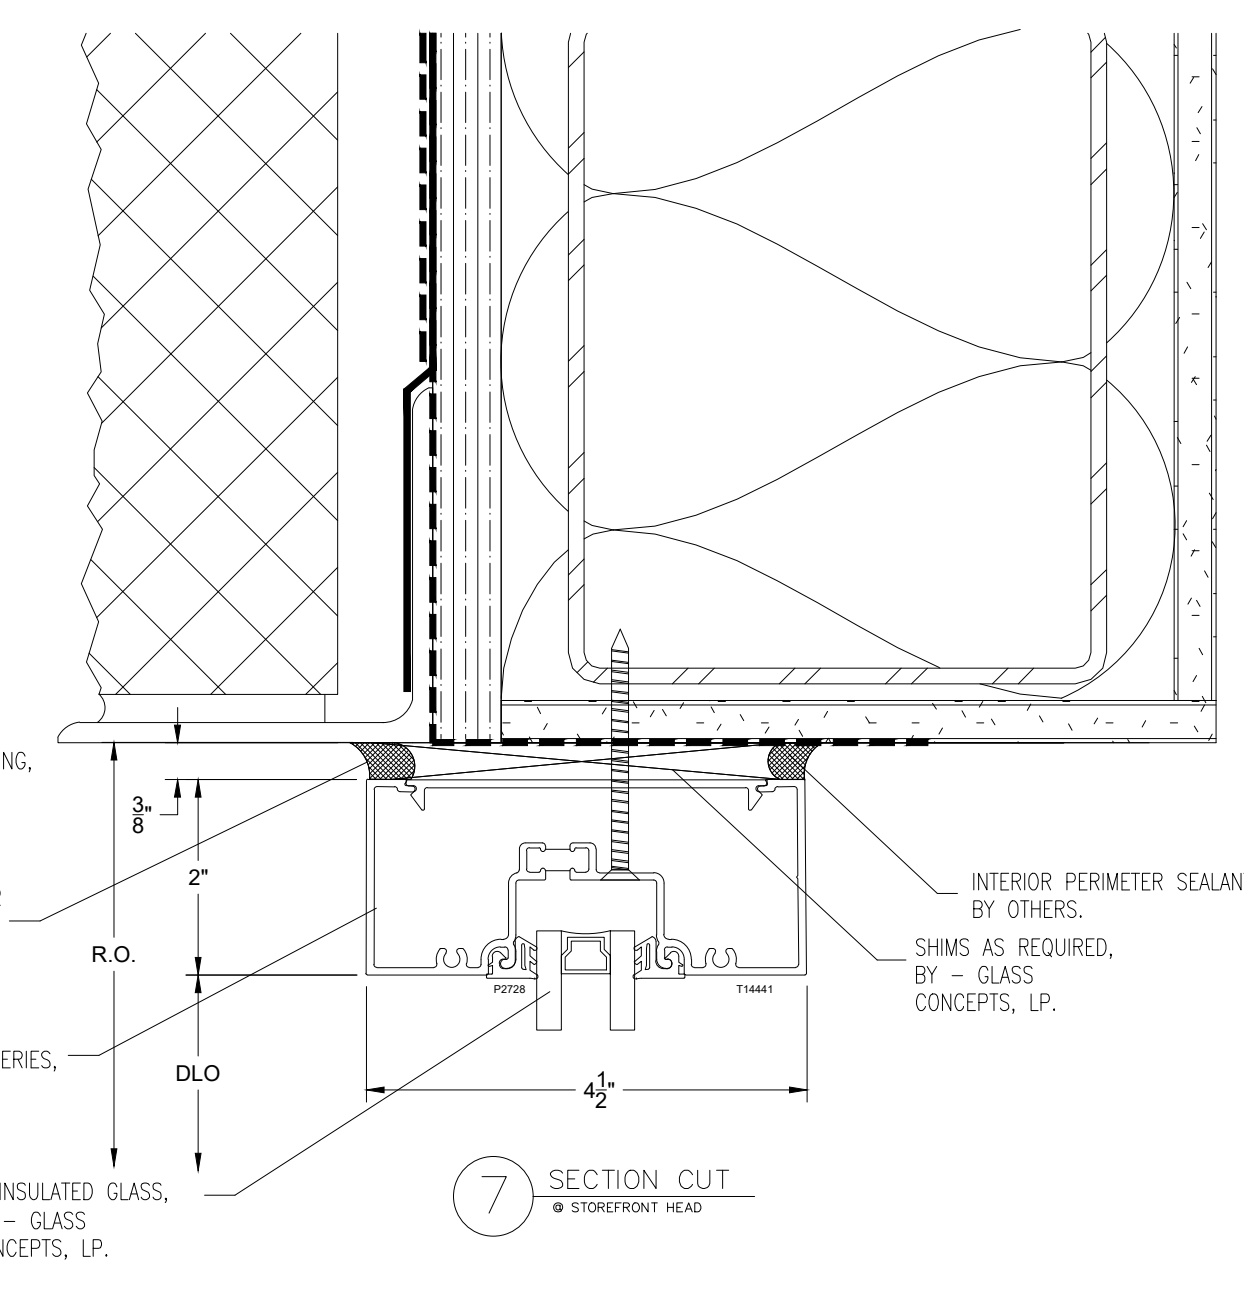 NG,
3/8"
2"
R.O.
INTERIOR PERIMETER SEALAN
BY OTHERS.
SHIMS AS REQUIRED,
BY – GLASS
CONCEPTS, LP.
P2728
T14441
ERIES,
DLO
4 1/2"
INSULATED GLASS,
– GLASS
NCEPTS, LP.
7
SECTION CUT
@ STOREFRONT HEAD